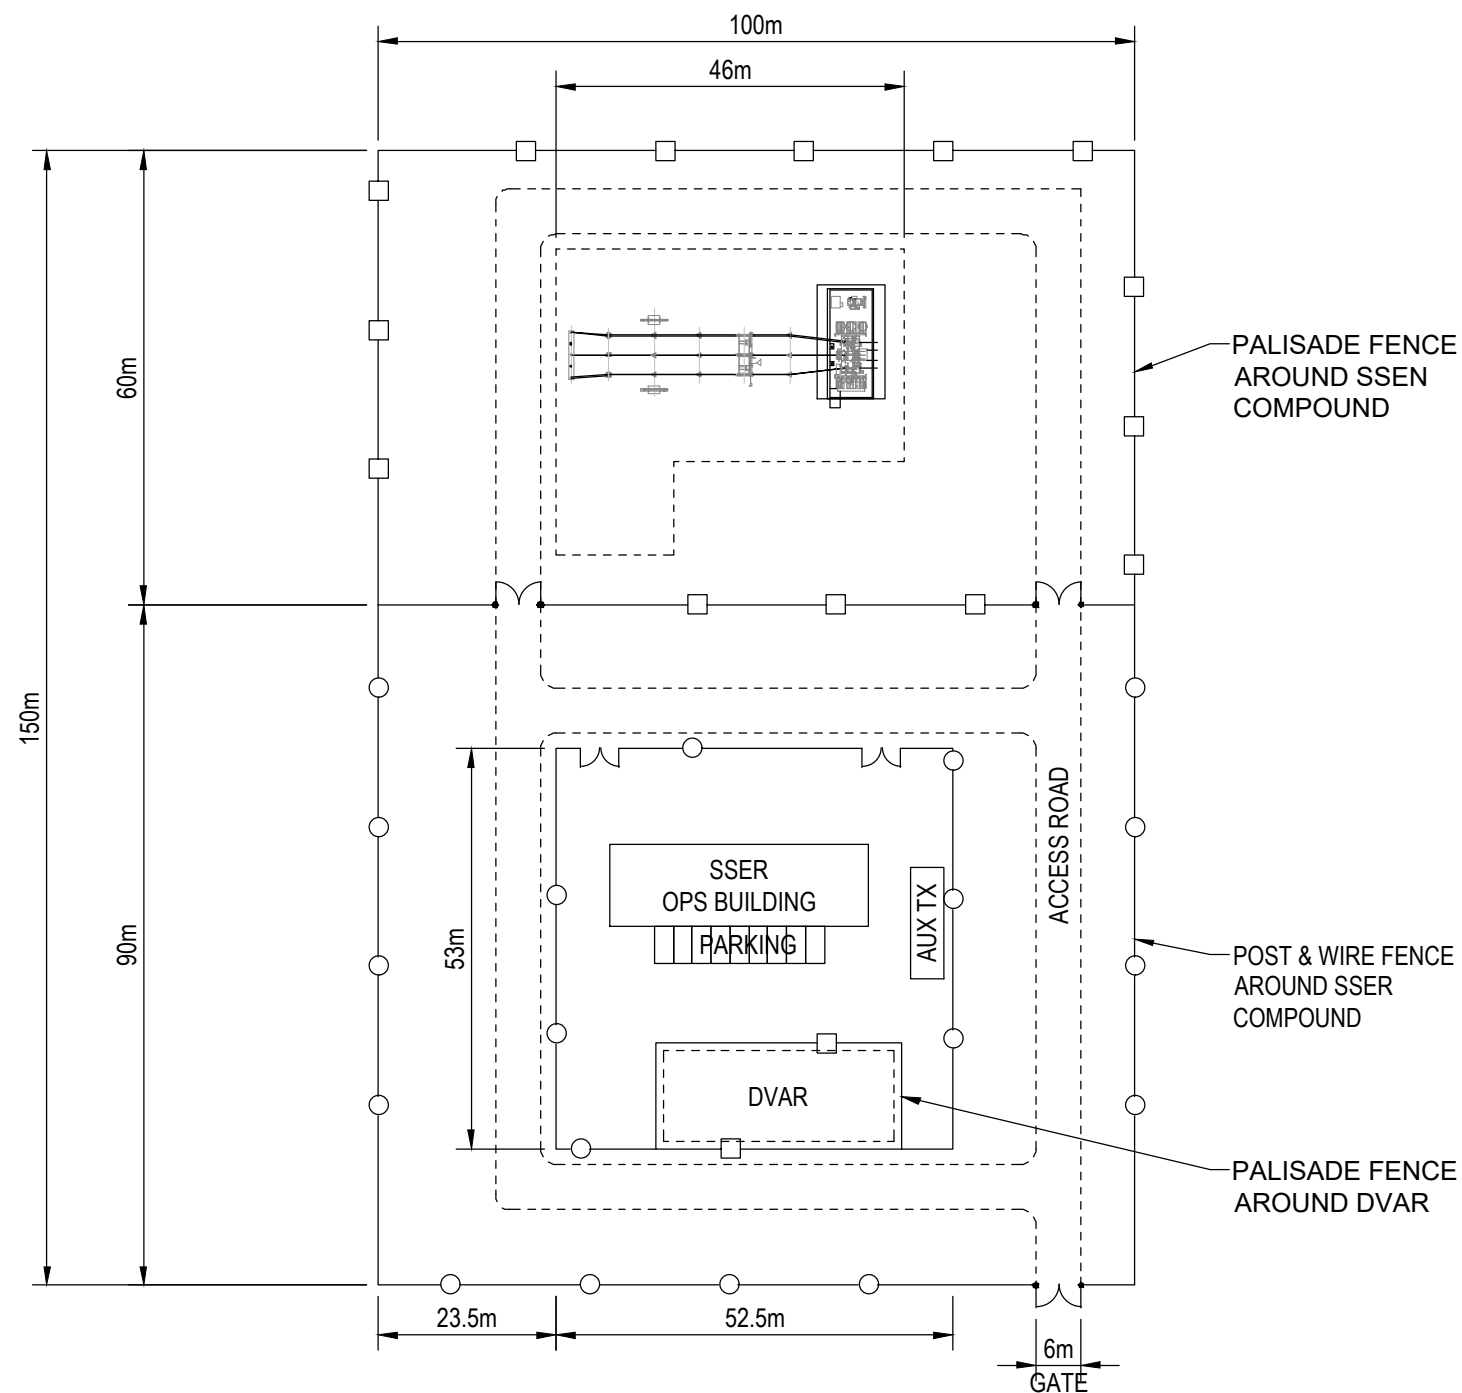 100m
46m
PALISADE FENCE
AROUND SSEN
COMPOUND
60m
150m
90m
53m
ACCESS ROAD
SSER
OPS BUILDING
PARKING
AUX TX
POST & WIRE FENCE
AROUND SSER
COMPOUND
DVAR
PALISADE FENCE
AROUND DVAR
23.5m
52.5m
6m
GATE